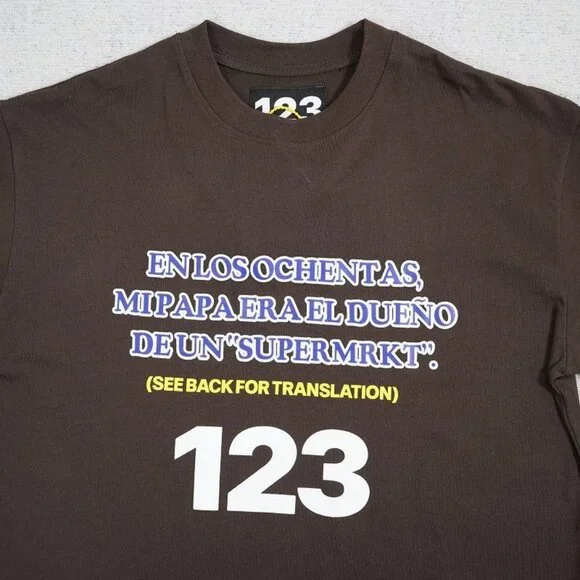 123
EN LOS OCHENTAS,
MI PAPA ERA EL DUEÑO
DE UN "SUPERMRKT".
(SEE BACK FOR TRANSLATION)
123